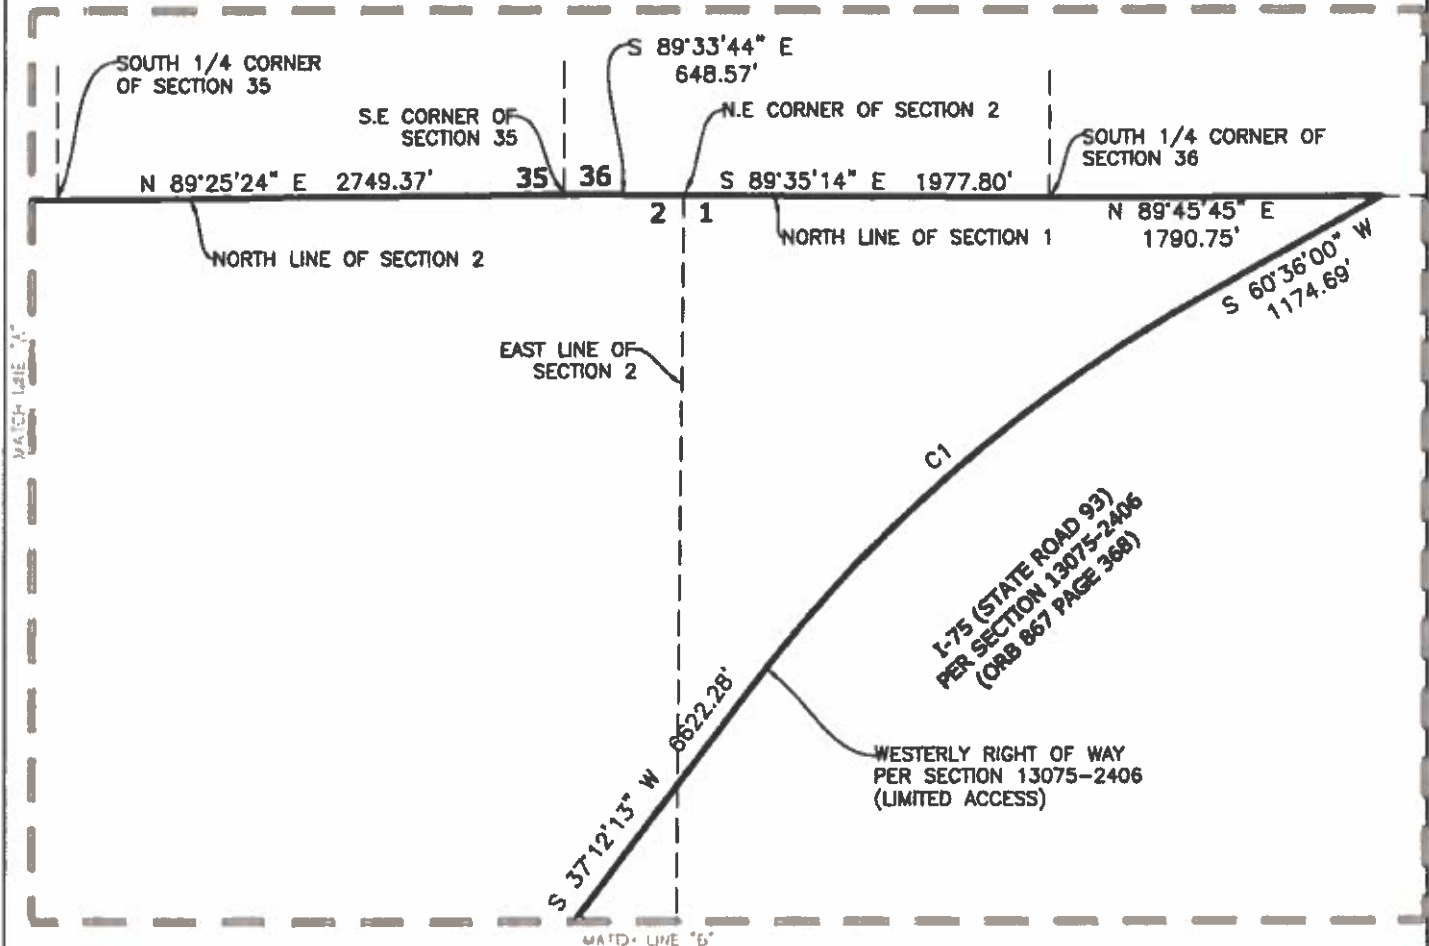 SOUTH 1/4 CORNER
OF SECTION 35
S 89°33'44" E
648.57'
S.E CORNER OF
SECTION 35
N.E CORNER OF SECTION 2
SOUTH 1/4 CORNER OF
SECTION 36
N 89°25'24" E 2749.37'
35 36
S 89°35'14" E 1977.80'
2 1
N 89°45'45" E
1790.75'
NORTH LINE OF SECTION 2
NORTH LINE OF SECTION 1
S 60°36'00" W
1174.69'
EAST LINE OF
SECTION 2
MATCH LINE "A"
C1
I-75 (STATE ROAD 93)
PER SECTION 13075-2406
(ORB 867 PAGE 368)
S 37°12'13" W 6622.28'
WESTERLY RIGHT OF WAY
PER SECTION 13075-2406
(LIMITED ACCESS)
MATCH LINE "B"